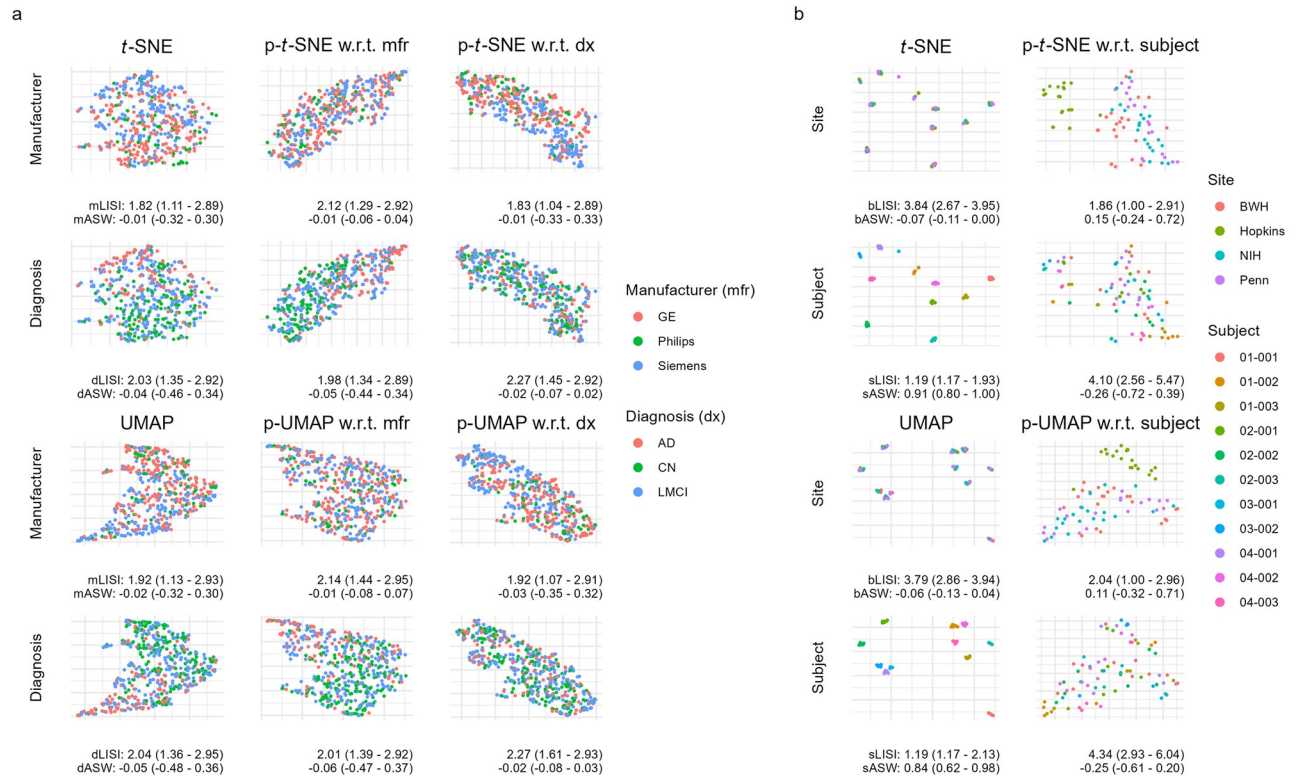 a
t-SNE
p-t-SNE w.r.t. mfr
p-t-SNE w.r.t. dx
Manufacturer
mLISI: 1.82 (1.11 - 2.89)
mASW: -0.01 (-0.32 - 0.30)
2.12 (1.29 - 2.92)
-0.01 (-0.06 - 0.04)
1.83 (1.04 - 2.89)
-0.01 (-0.33 - 0.33)
Diagnosis
dLISI: 2.03 (1.35 - 2.92)
dASW: -0.04 (-0.46 - 0.34)
1.98 (1.34 - 2.89)
-0.05 (-0.44 - 0.34)
2.27 (1.45 - 2.92)
-0.02 (-0.07 - 0.02)
UMAP
p-UMAP w.r.t. mfr
p-UMAP w.r.t. dx
Manufacturer
mLISI: 1.92 (1.13 - 2.93)
mASW: -0.02 (-0.32 - 0.30)
2.14 (1.44 - 2.95)
-0.01 (-0.08 - 0.07)
1.92 (1.07 - 2.91)
-0.03 (-0.35 - 0.32)
Diagnosis
dLISI: 2.04 (1.36 - 2.95)
dASW: -0.05 (-0.48 - 0.36)
2.01 (1.39 - 2.92)
-0.06 (-0.47 - 0.37)
2.27 (1.61 - 2.93)
-0.02 (-0.08 - 0.03)
Manufacturer (mfr)
GE
Philips
Siemens
Diagnosis (dx)
AD
CN
LMCI
b
t-SNE
p-t-SNE w.r.t. subject
Site
bLISI: 3.84 (2.67 - 3.95)
bASW: -0.07 (-0.11 - 0.00)
1.86 (1.00 - 2.91)
0.15 (-0.24 - 0.72)
Subject
sLISI: 1.19 (1.17 - 1.93)
sASW: 0.91 (0.80 - 1.00)
4.10 (2.56 - 5.47)
-0.26 (-0.72 - 0.39)
UMAP
p-UMAP w.r.t. subject
Site
bLISI: 3.79 (2.86 - 3.94)
bASW: -0.06 (-0.13 - 0.04)
2.04 (1.00 - 2.96)
0.11 (-0.32 - 0.71)
Subject
sLISI: 1.19 (1.17 - 2.13)
sASW: 0.84 (0.62 - 0.98)
4.34 (2.93 - 6.04)
-0.25 (-0.61 - 0.20)
Site
BWH
Hopkins
NIH
Penn
Subject
01-001
01-002
01-003
02-001
02-002
02-003
03-001
03-002
04-001
04-002
04-003